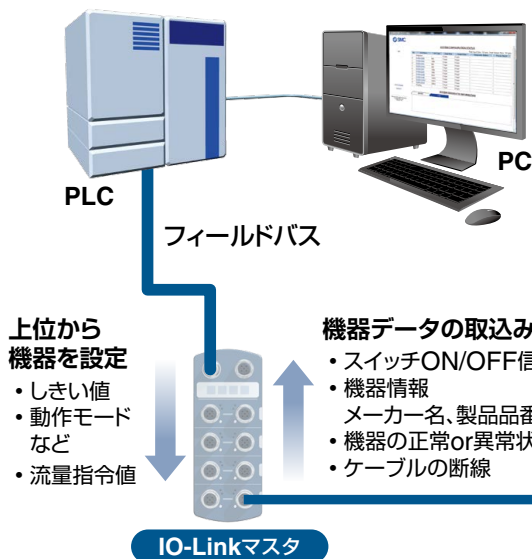 SMC
PC
PLC
フィールドバス
上位から
機器を設定
・しきい値
・動作モード
など
・流量指令値
機器データの取込み
・スイッチON/OFF信
・機器情報
メーカー名、製品品番
・機器の正常or異常状
・ケーブルの断線
IO-Linkマスタ